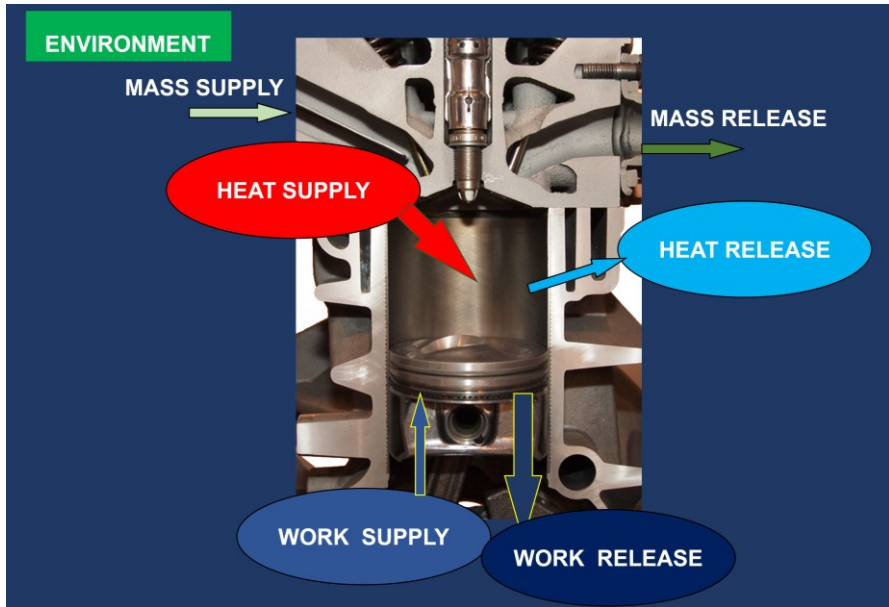 ENVIRONMENT
MASS SUPPLY
MASS RELEASE
HEAT SUPPLY
HEAT RELEASE
WORK SUPPLY
WORK RELEASE